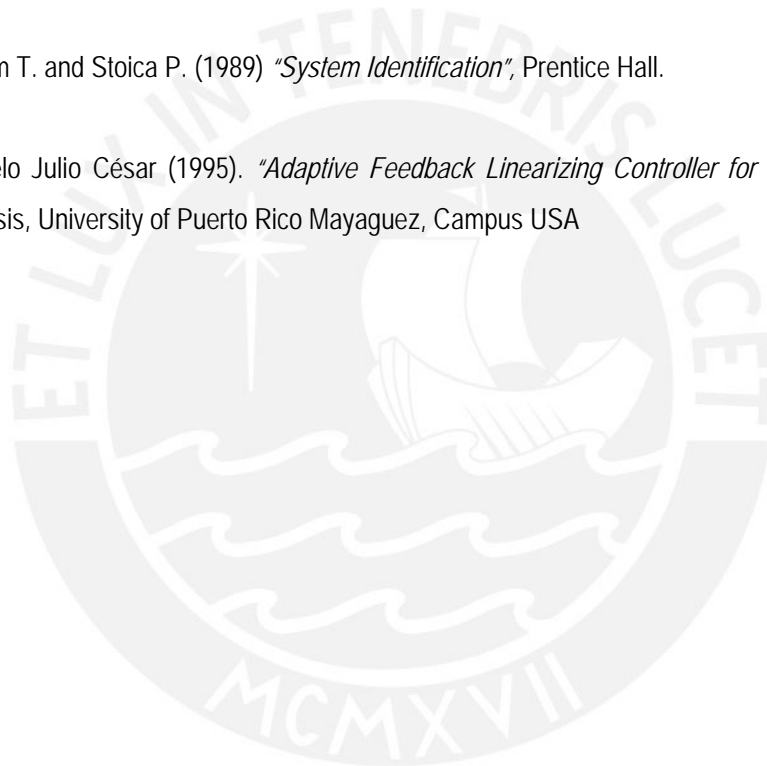 m T. and Stoica P. (1989) “System Identification”, Prentice Hall.
elo Julio César (1995). “Adaptive Feedback Linearizing Controller for
sis, University of Puerto Rico Mayaguez, Campus USA
ET LUX IN TENEBRIS LUCET
MCMXVII